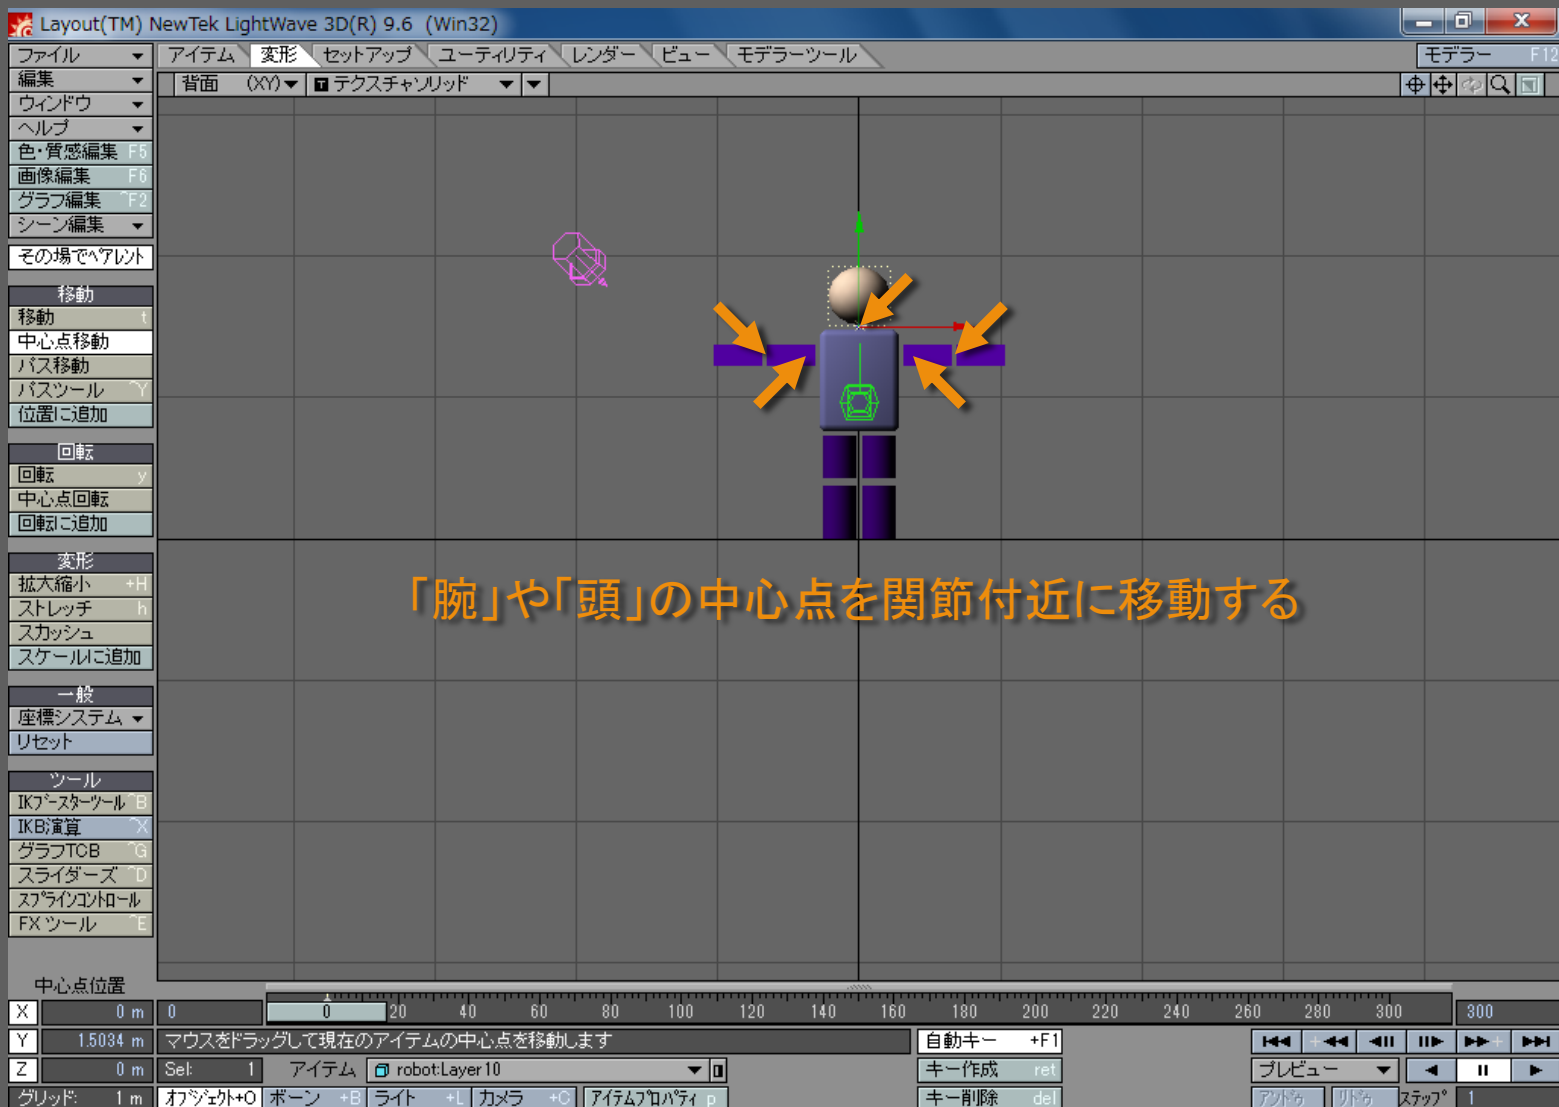 Layout(TM) NewTek LightWave 3D(R) 9.6 (Win32)
ファイル アイテム 変形 セットアップ ユーティリティ レンダー ビュー モデラーツール モデラー F12
編集 背面 (XY) テクスチャソリッド
ウィンドウ
ヘルプ
色・質感編集 F5
画像編集 F6
グラフ編集 ^F2
シーン編集
その場でペアレント
移動
移動 t
中心点移動
パス移動
パスツール ^Y
位置に追加
回転
回転 y
中心点回転
回転に追加
変形
拡大縮小 +H
ストレッチ h
スカッシュ
スケールに追加
「腕」や「頭」の中心点を関節付近に移動する
一般
座標システム
リセット
ツール
IKブースターツール ^B
IKB演算 ^X
グラフTCB ^G
スライダーズ ^D
スプラインコントロール
FX ツール ^E
中心点位置
X 0 m 0 0 20 40 60 80 100 120 140 160 180 200 220 240 260 280 300 300
Y 1.5034 m マウスをドラッグして現在のアイテムの中心点を移動します 自動キー +F1
Z 0 m Sel: 1 アイテム robot:Layer10 キー作成 ret プレビュー
グリッド: 1 m オブジェクト+O ボーン +B ライト +L カメラ +C アイテムプロパティ p キー削除 del アンドゥ リドゥ ステップ 1